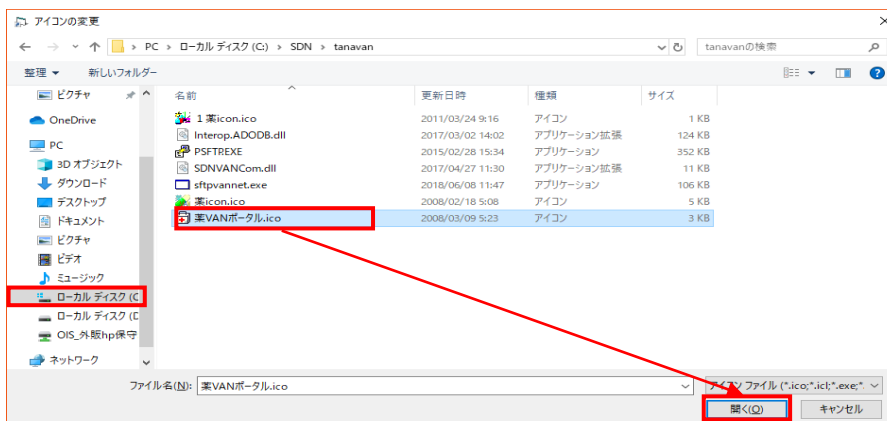 アイコンの変更
PC > ローカル ディスク (C:) > SDN > tanavan
tanavanの検索
整理 新しいフォルダー
ピクチャ
OneDrive
PC
3D オブジェクト
ダウンロード
デスクトップ
ドキュメント
ピクチャ
ビデオ
ミュージック
ローカル ディスク (C
ローカル ディスク (D
OIS_外販hp保守
ネットワーク
名前 更新日時 種類 サイズ
1 薬icon.ico 2011/03/24 9:16 アイコン 1 KB
Interop.ADODB.dll 2017/03/02 14:02 アプリケーション拡張 124 KB
PSFTP.EXE 2015/02/28 15:34 アプリケーション 352 KB
SDNVANCom.dll 2017/04/27 11:30 アプリケーション拡張 11 KB
sftpvannet.exe 2018/06/08 11:47 アプリケーション 106 KB
薬icon.ico 2008/02/18 5:08 アイコン 5 KB
薬VANポータル.ico 2008/03/09 5:23 アイコン 3 KB
ファイル名(N): 薬VANポータル.ico
アイコン ファイル (*.ico;*.icl;*.exe;*.
開く(O) キャンセル